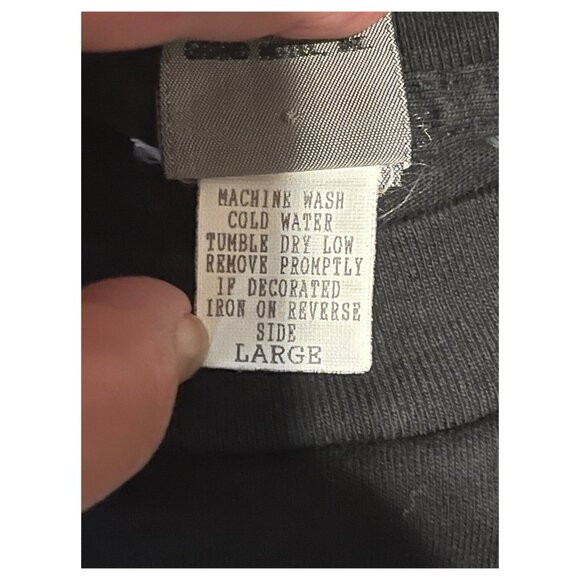 MACHINE WASH
COLD WATER
TUMBLE DRY LOW
REMOVE PROMPTLY
IF DECORATED
IRON ON REVERSE
SIDE
LARGE